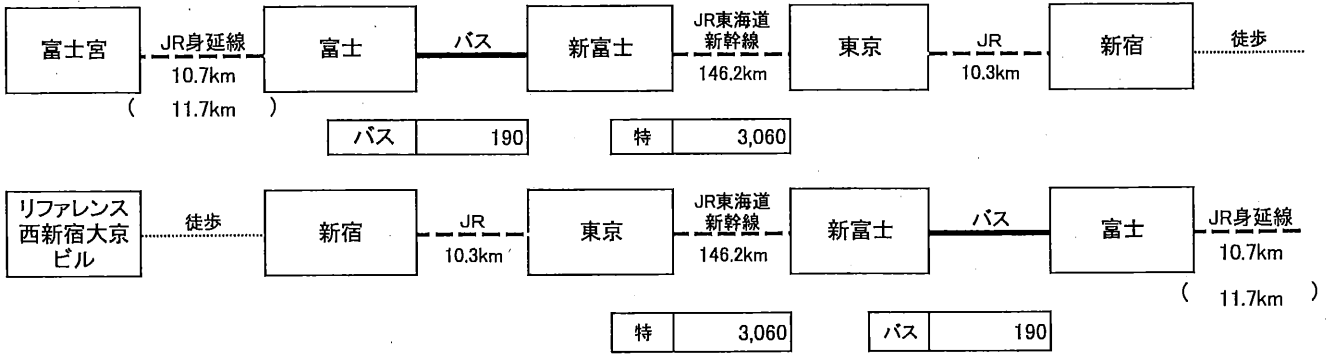 富士宮
JR身延線
10.7km
( 11.7km )
富士
バス
新富士
JR東海道
新幹線
146.2km
東京
JR
10.3km
新宿
徒歩
バス 190
特 3,060
リファレンス
西新宿大京
ビル
徒歩
新宿
JR
10.3km
東京
JR東海道
新幹線
146.2km
新富士
バス
富士
JR身延線
10.7km
( 11.7km )
特 3,060
バス 190